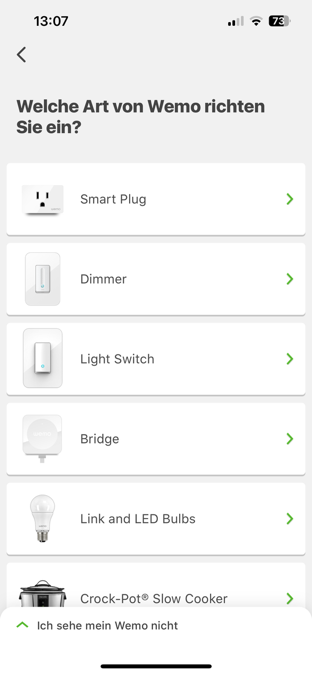 13:07
73
Welche Art von Wemo richten
Sie ein?
Smart Plug
Dimmer
Light Switch
Bridge
Link and LED Bulbs
Crock-Pot® Slow Cooker
Ich sehe mein Wemo nicht